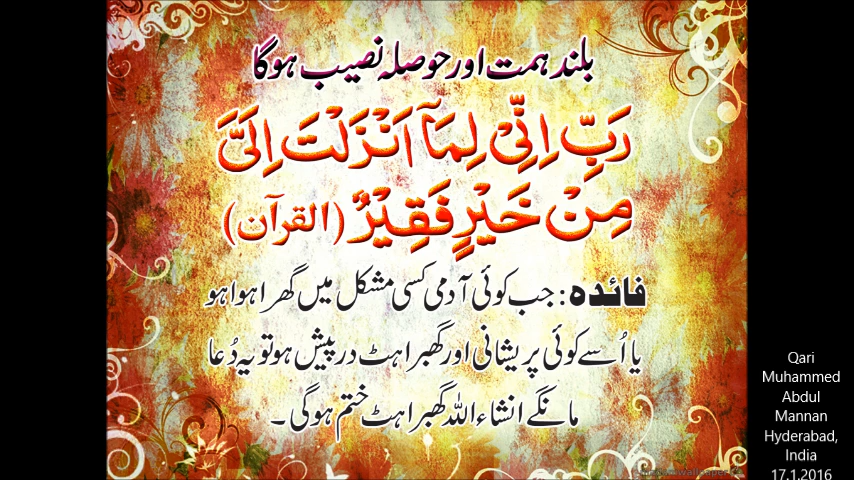 بلند ہمت اور حوصلہ نصیب ہوگا
رَبِّ اِنِّیْ لِمَآ اَنْزَلْتَ اِلَیَّ
مِنْ خَیْرٍ فَقِیْرٌ (القرآن)
فائدہ: جب کوئی آدمی کسی مشکل میں گھرا ہوا ہو
یا اُسے کوئی پریشانی اور گھبراہٹ درپیش ہو تو یہ دُعا
مانگے انشاء اللہ گھبراہٹ ختم ہوگی۔
Qari
Muhammed
Abdul
Mannan
Hyderabad,
India
17.1.2016